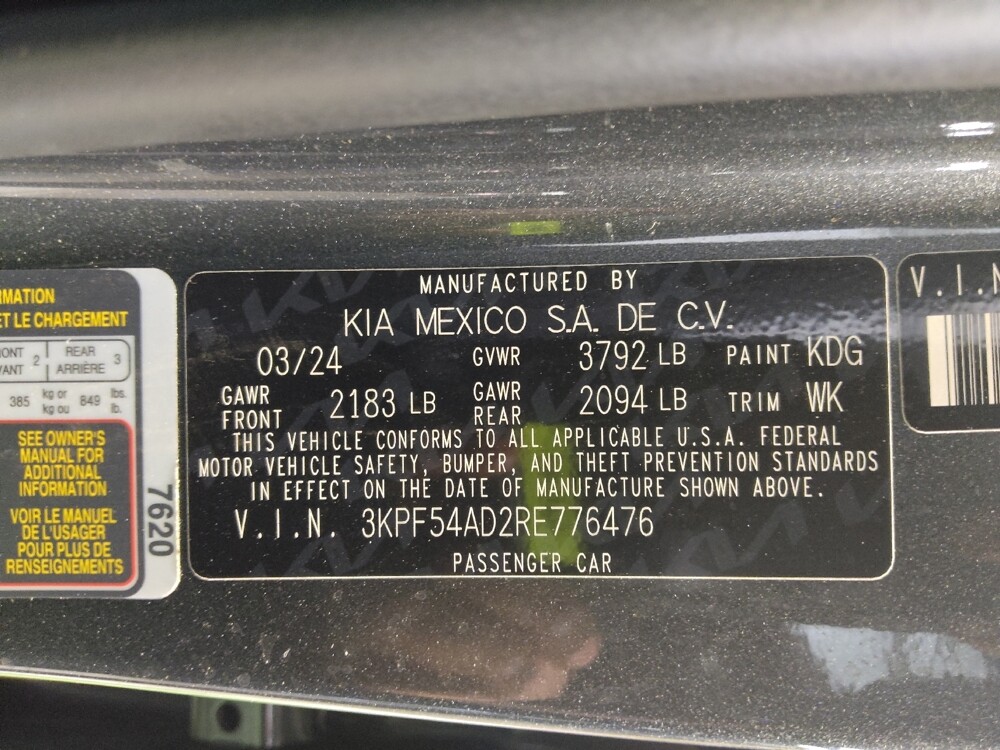 MATION
ET LE CHARGEMENT
ONT 2 REAR 3
VANT ARRIÈRE
385 kg or 849 lbs.
kg ou lb.
SEE OWNER'S
MANUAL FOR
ADDITIONAL
INFORMATION
VOIR LE MANUEL
DE L'USAGER
POUR PLUS DE
RENSEIGNEMENTS
7620
MANUFACTURED BY
KIA MEXICO S.A. DE C.V.
03/24 GVWR 3792 LB PAINT KDG
GAWR FRONT 2183 LB GAWR REAR 2094 LB TRIM WK
THIS VEHICLE CONFORMS TO ALL APPLICABLE U.S.A. FEDERAL
MOTOR VEHICLE SAFETY, BUMPER, AND THEFT PREVENTION STANDARDS
IN EFFECT ON THE DATE OF MANUFACTURE SHOWN ABOVE.
V.I.N. 3KPF54AD2RE776476
PASSENGER CAR
V.I.N